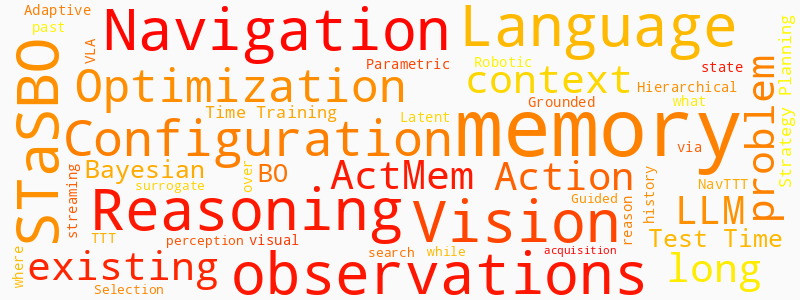 Adaptive
past
Navigation
Language
VLA
Parametric
Robotic
state
STaSBO
Optimization
context
Hierarchical
Strategy Planning
Time Training
Latent
Grounded
what
problem
Configuration
memory
via
Bayesian
surrogate
over
BO
ActMem
Action
NavTTT
streaming
Reasoning
Vision
Guided
reason
history
LLM
TTT
perception
visual
search
while
acquisition
Test Time
where
existing
observations
long
Selection